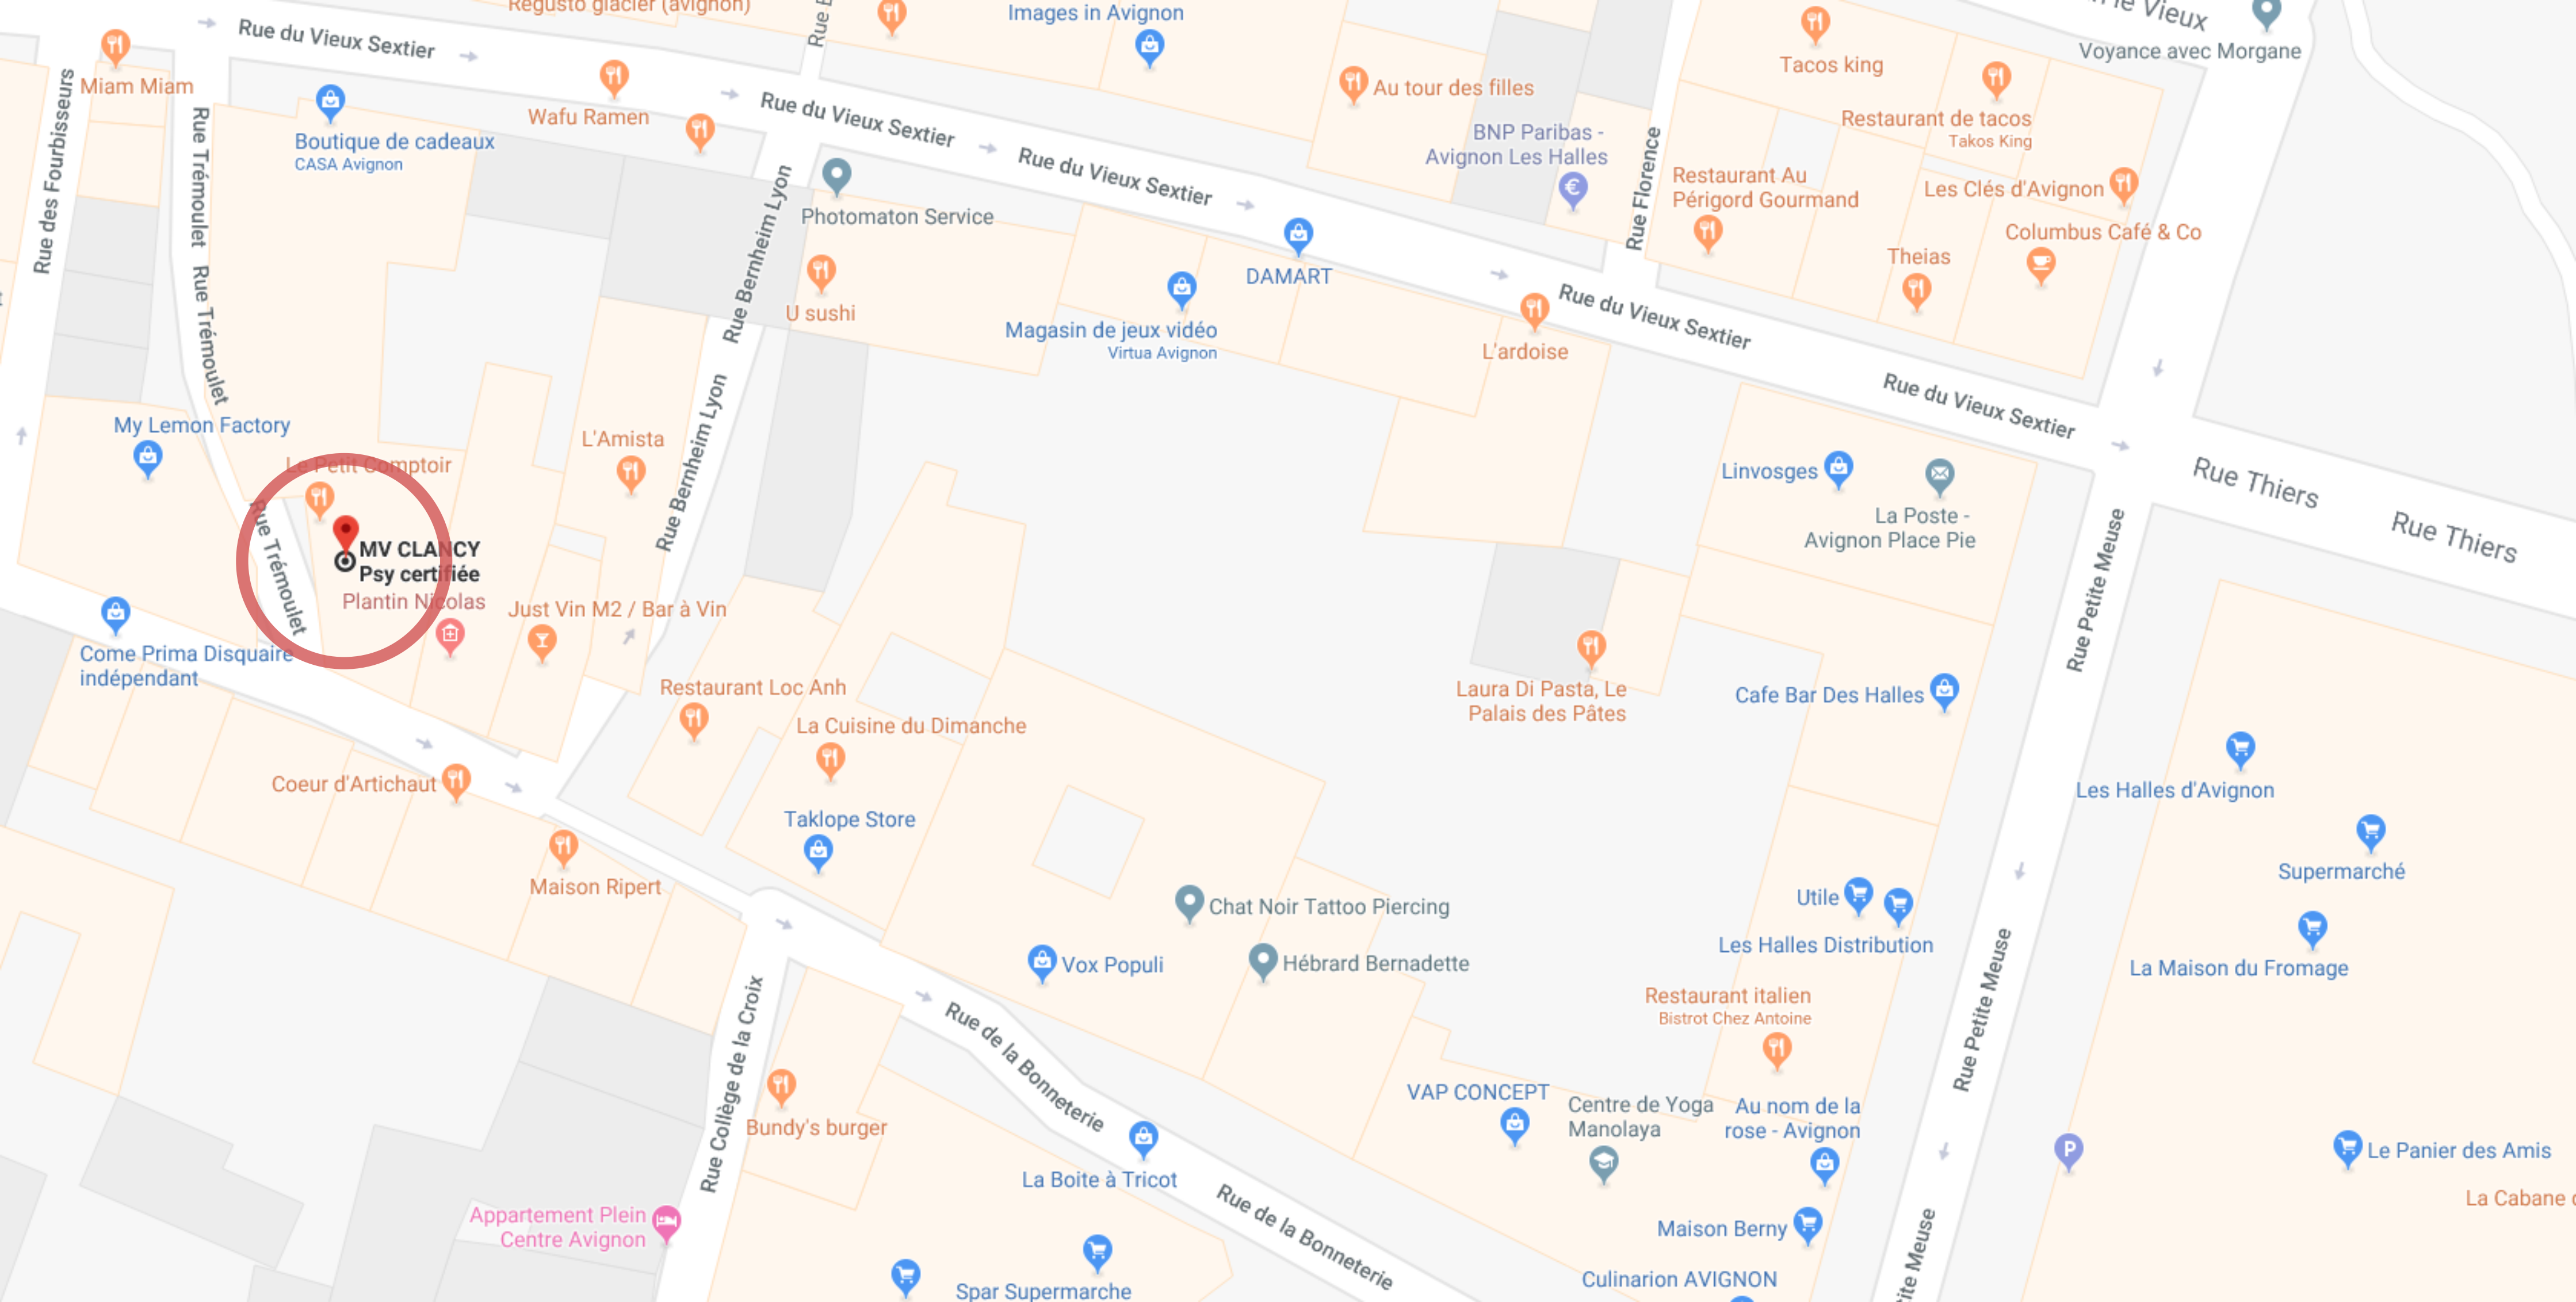 Regusto glacier (avignon)
Images in Avignon
le Vieux
Voyance avec Morgane
Rue du Vieux Sextier
Miam Miam
Rue des Fourbisseurs
Rue Trémoulet
Rue Trémoulet
Boutique de cadeaux
CASA Avignon
Wafu Ramen
Rue du Vieux Sextier
Rue du Vieux Sextier
Au tour des filles
BNP Paribas -
Avignon Les Halles
Rue Florence
Tacos king
Restaurant de tacos
Takos King
Restaurant Au
Périgord Gourmand
Les Clés d'Avignon
Columbus Café & Co
Theias
Photomaton Service
Rue Bernheim Lyon
U sushi
DAMART
Magasin de jeux vidéo
Virtua Avignon
L'ardoise
Rue du Vieux Sextier
Rue du Vieux Sextier
Rue Thiers
Rue Thiers
My Lemon Factory
L'Amista
Rue Bernheim Lyon
Le Petit Comptoir
Rue Trémoulet
MV CLANCY
Psy certifiée
Plantin Nicolas
Just Vin M2 / Bar à Vin
Come Prima Disquaire
indépendant
Linvosges
La Poste -
Avignon Place Pie
Rue Petite Meuse
Restaurant Loc Anh
La Cuisine du Dimanche
Laura Di Pasta, Le
Palais des Pâtes
Cafe Bar Des Halles
Les Halles d'Avignon
Coeur d'Artichaut
Taklope Store
Maison Ripert
Supermarché
Chat Noir Tattoo Piercing
Utile
Les Halles Distribution
Vox Populi
Hébrard Bernadette
La Maison du Fromage
Rue Petite Meuse
Restaurant italien
Bistrot Chez Antoine
Rue Collège de la Croix
Rue de la Bonneterie
Bundy's burger
VAP CONCEPT
Centre de Yoga
Manolaya
Au nom de la
rose - Avignon
P
Le Panier des Amis
La Cabane
La Boite à Tricot
Rue de la Bonneterie
Appartement Plein
Centre Avignon
Maison Berny
Culinarion AVIGNON
Spar Supermarche
Meuse